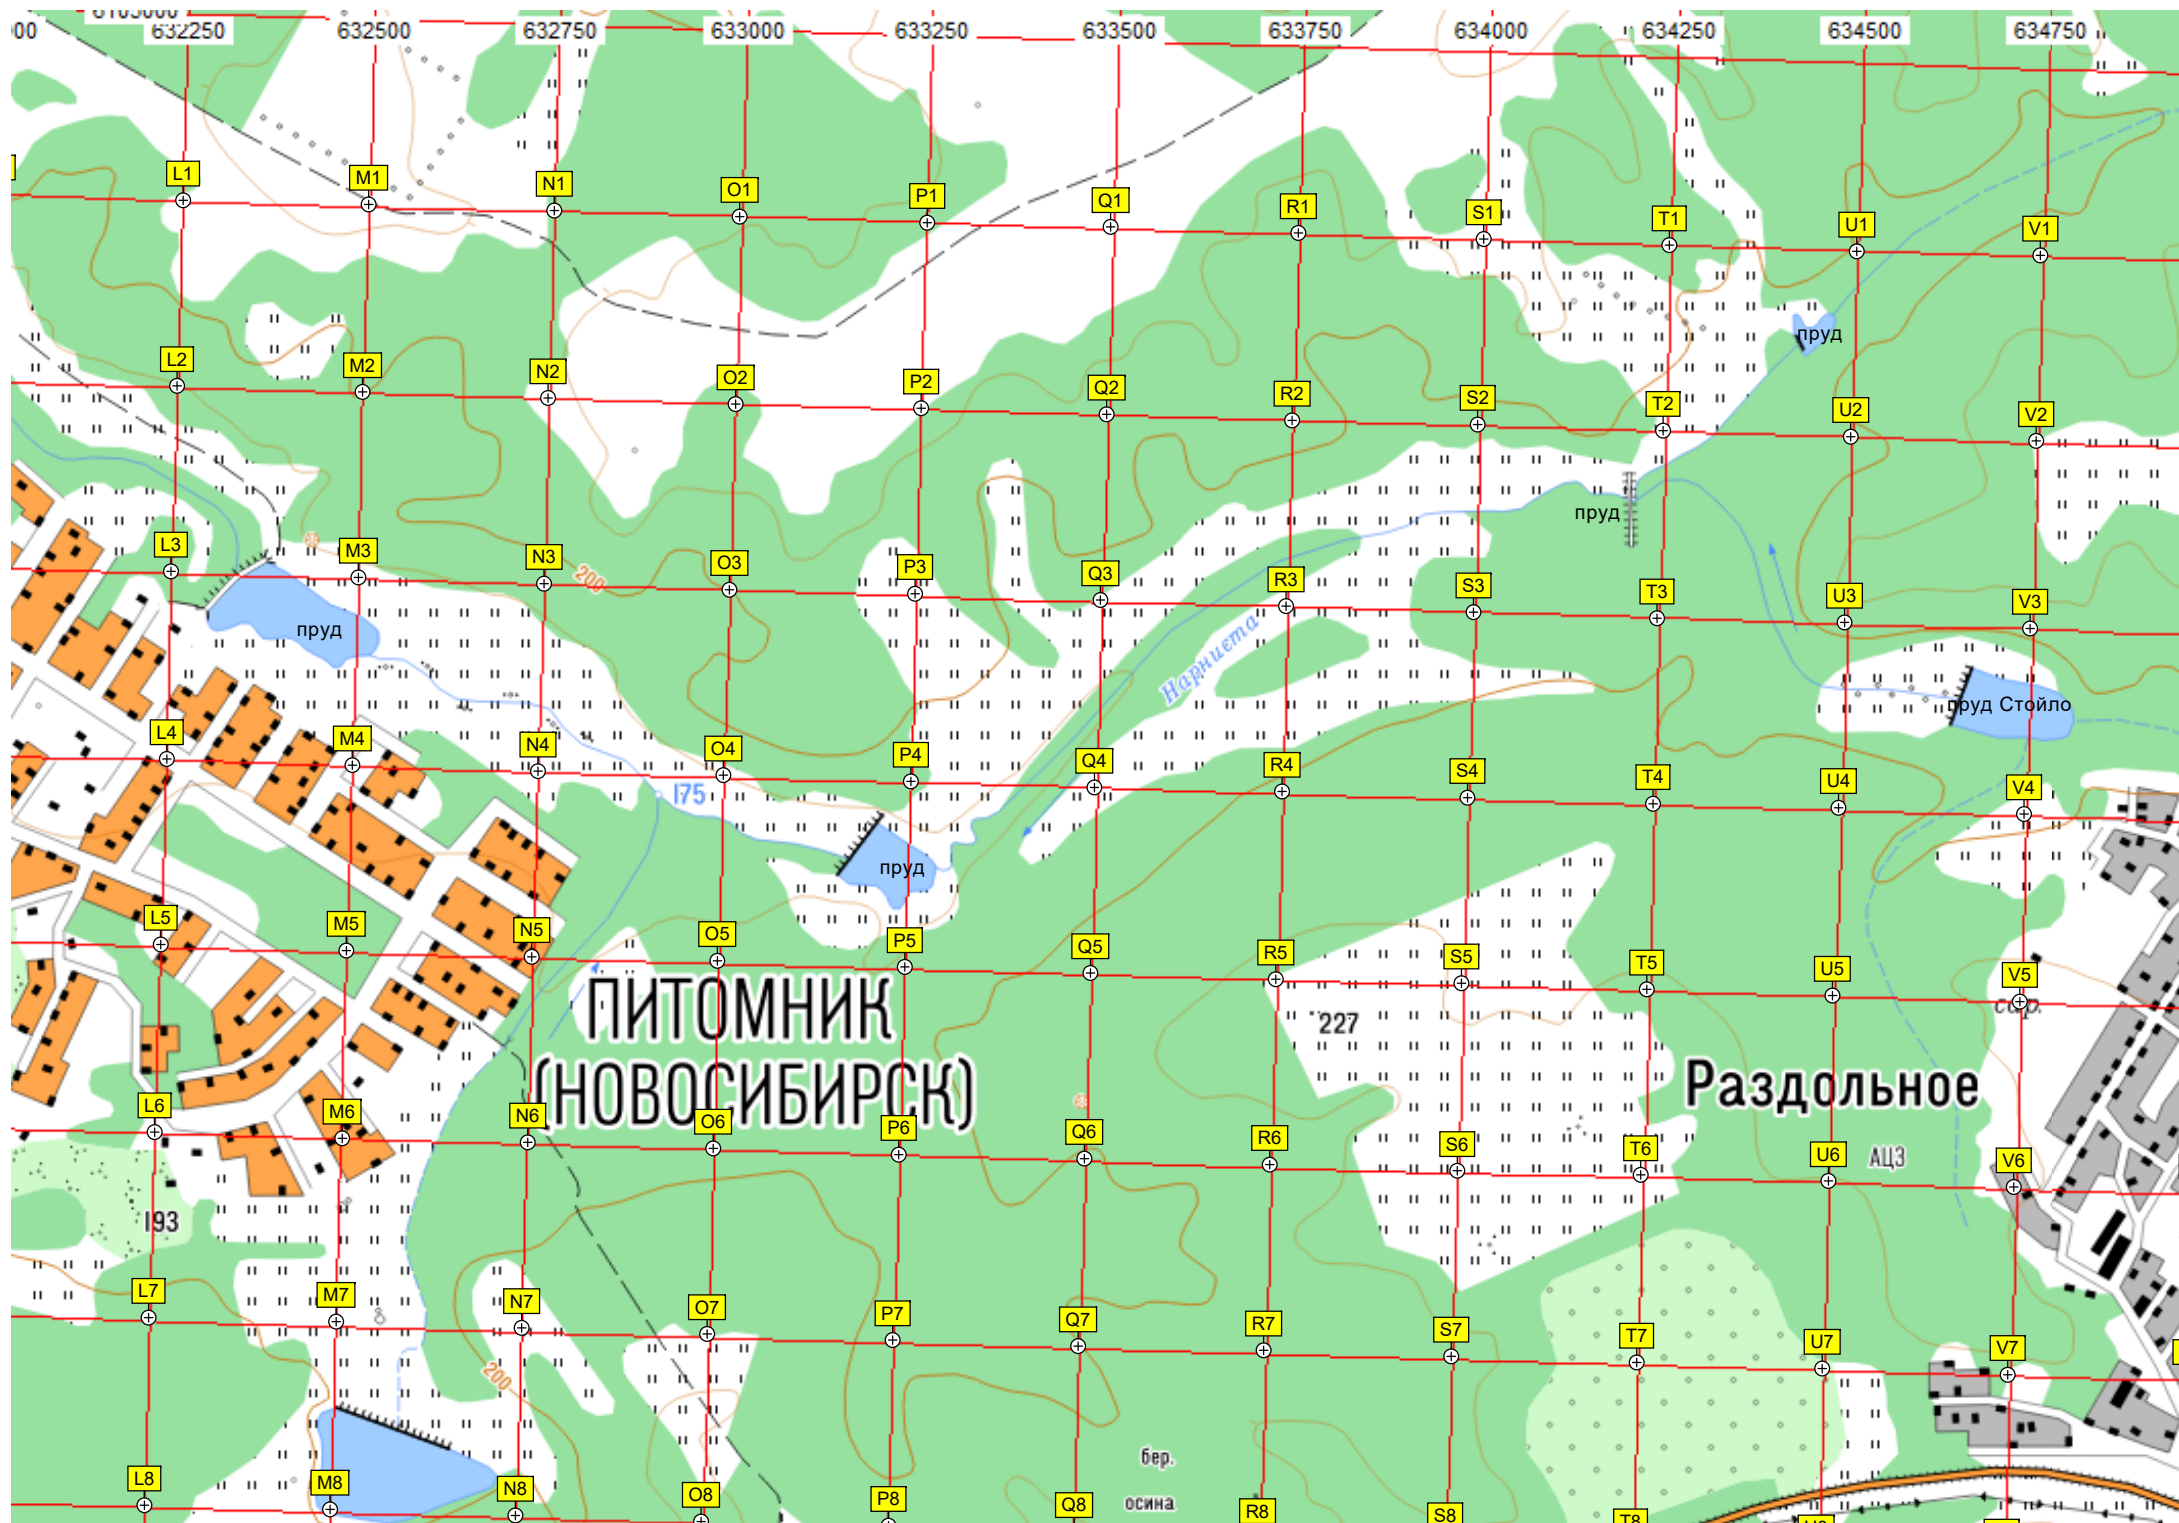 632250 632500 632750 633000 633250 633500 633750 634000 634250 634500 634750
L1 M1 N1 O1 P1 Q1 R1 S1 T1 U1 V1
пруд
L2 M2 N2 O2 P2 Q2 R2 S2 T2 U2 V2
пруд
L3 M3 N3 O3 P3 Q3 R3 S3 T3 U3 V3
200
пруд
Нарниста
пруд Стойло
L4 M4 N4 O4 P4 Q4 R4 S4 T4 U4 V4
175
пруд
L5 M5 N5 O5 P5 Q5 R5 S5 T5 U5 V5
сар.
ПИТОМНИК
227
(НОВОСИБИРСК)
Раздольное
L6 M6 N6 O6 P6 Q6 R6 S6 T6 U6 V6
АЦЗ
193
L7 M7 N7 O7 P7 Q7 R7 S7 T7 U7 V7
200
бер.
осина
L8 M8 N8 O8 P8 Q8 R8 S8 T8